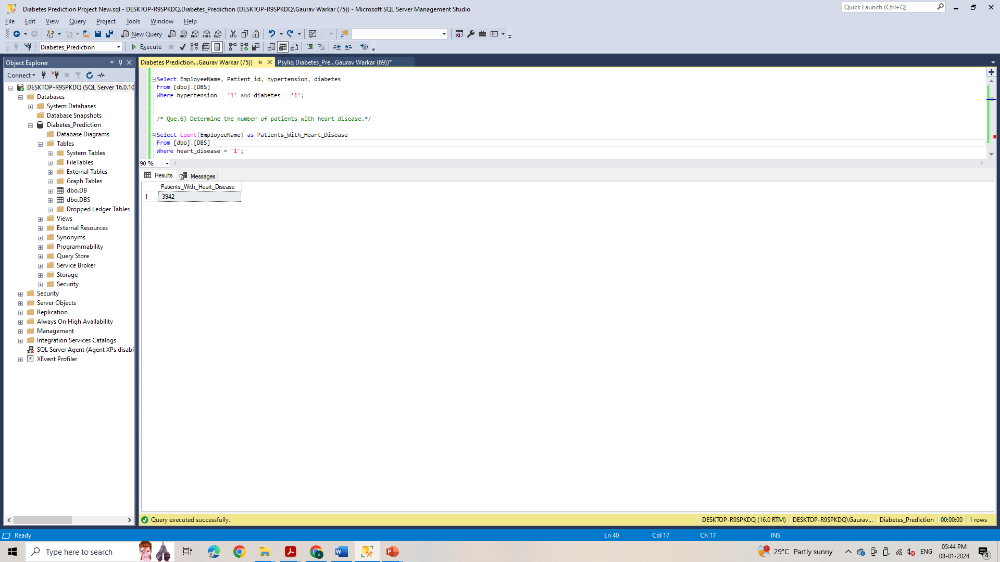 Diabetes Prediction Project New.sql - DESKTOP-R9SPKDQ.Diabetes_Prediction (DESKTOP-R9SPKDQ\Gaurav Warkar (75)) - Microsoft SQL Server Management Studio
Quick Launch (Ctrl+Q)
File Edit View Query Project Tools Window Help
New Query
MDX DMX XMLA DAX
Diabetes_Prediction
Execute
Object Explorer
Connect
DESKTOP-R9SPKDQ (SQL Server 16.0.10
Databases
System Databases
Database Snapshots
Diabetes_Prediction
Database Diagrams
Tables
System Tables
FileTables
External Tables
Graph Tables
dbo.DB
dbo.DBS
Dropped Ledger Tables
Views
External Resources
Synonyms
Programmability
Query Store
Service Broker
Storage
Security
Security
Server Objects
Replication
Always On High Availability
Management
Integration Services Catalogs
SQL Server Agent (Agent XPs disabl
XEvent Profiler
Diabetes Prediction...Gaurav Warkar (75))
Psyliq Diabetes_Pre...Gaurav Warkar (69))*
Select EmployeeName, Patient_id, hypertension, diabetes
From [dbo].[DBS]
Where hypertension = '1' and diabetes = '1';
/* Que.6) Determine the number of patients with heart disease.*/
Select Count(EmployeeName) as Patients_With_Heart_Disease
From [dbo].[DBS]
Where heart_disease = '1';
90 %
Results Messages
Patients_With_Heart_Disease
1 3942
Query executed successfully.
DESKTOP-R9SPKDQ (16.0 RTM) DESKTOP-R9SPKDQ\Gaurav... Diabetes_Prediction 00:00:00 1 rows
Ready
Ln 40 Col 17 Ch 17 INS
Type here to search
1
29°C Partly sunny
ENG
05:44 PM
08-01-2024
4